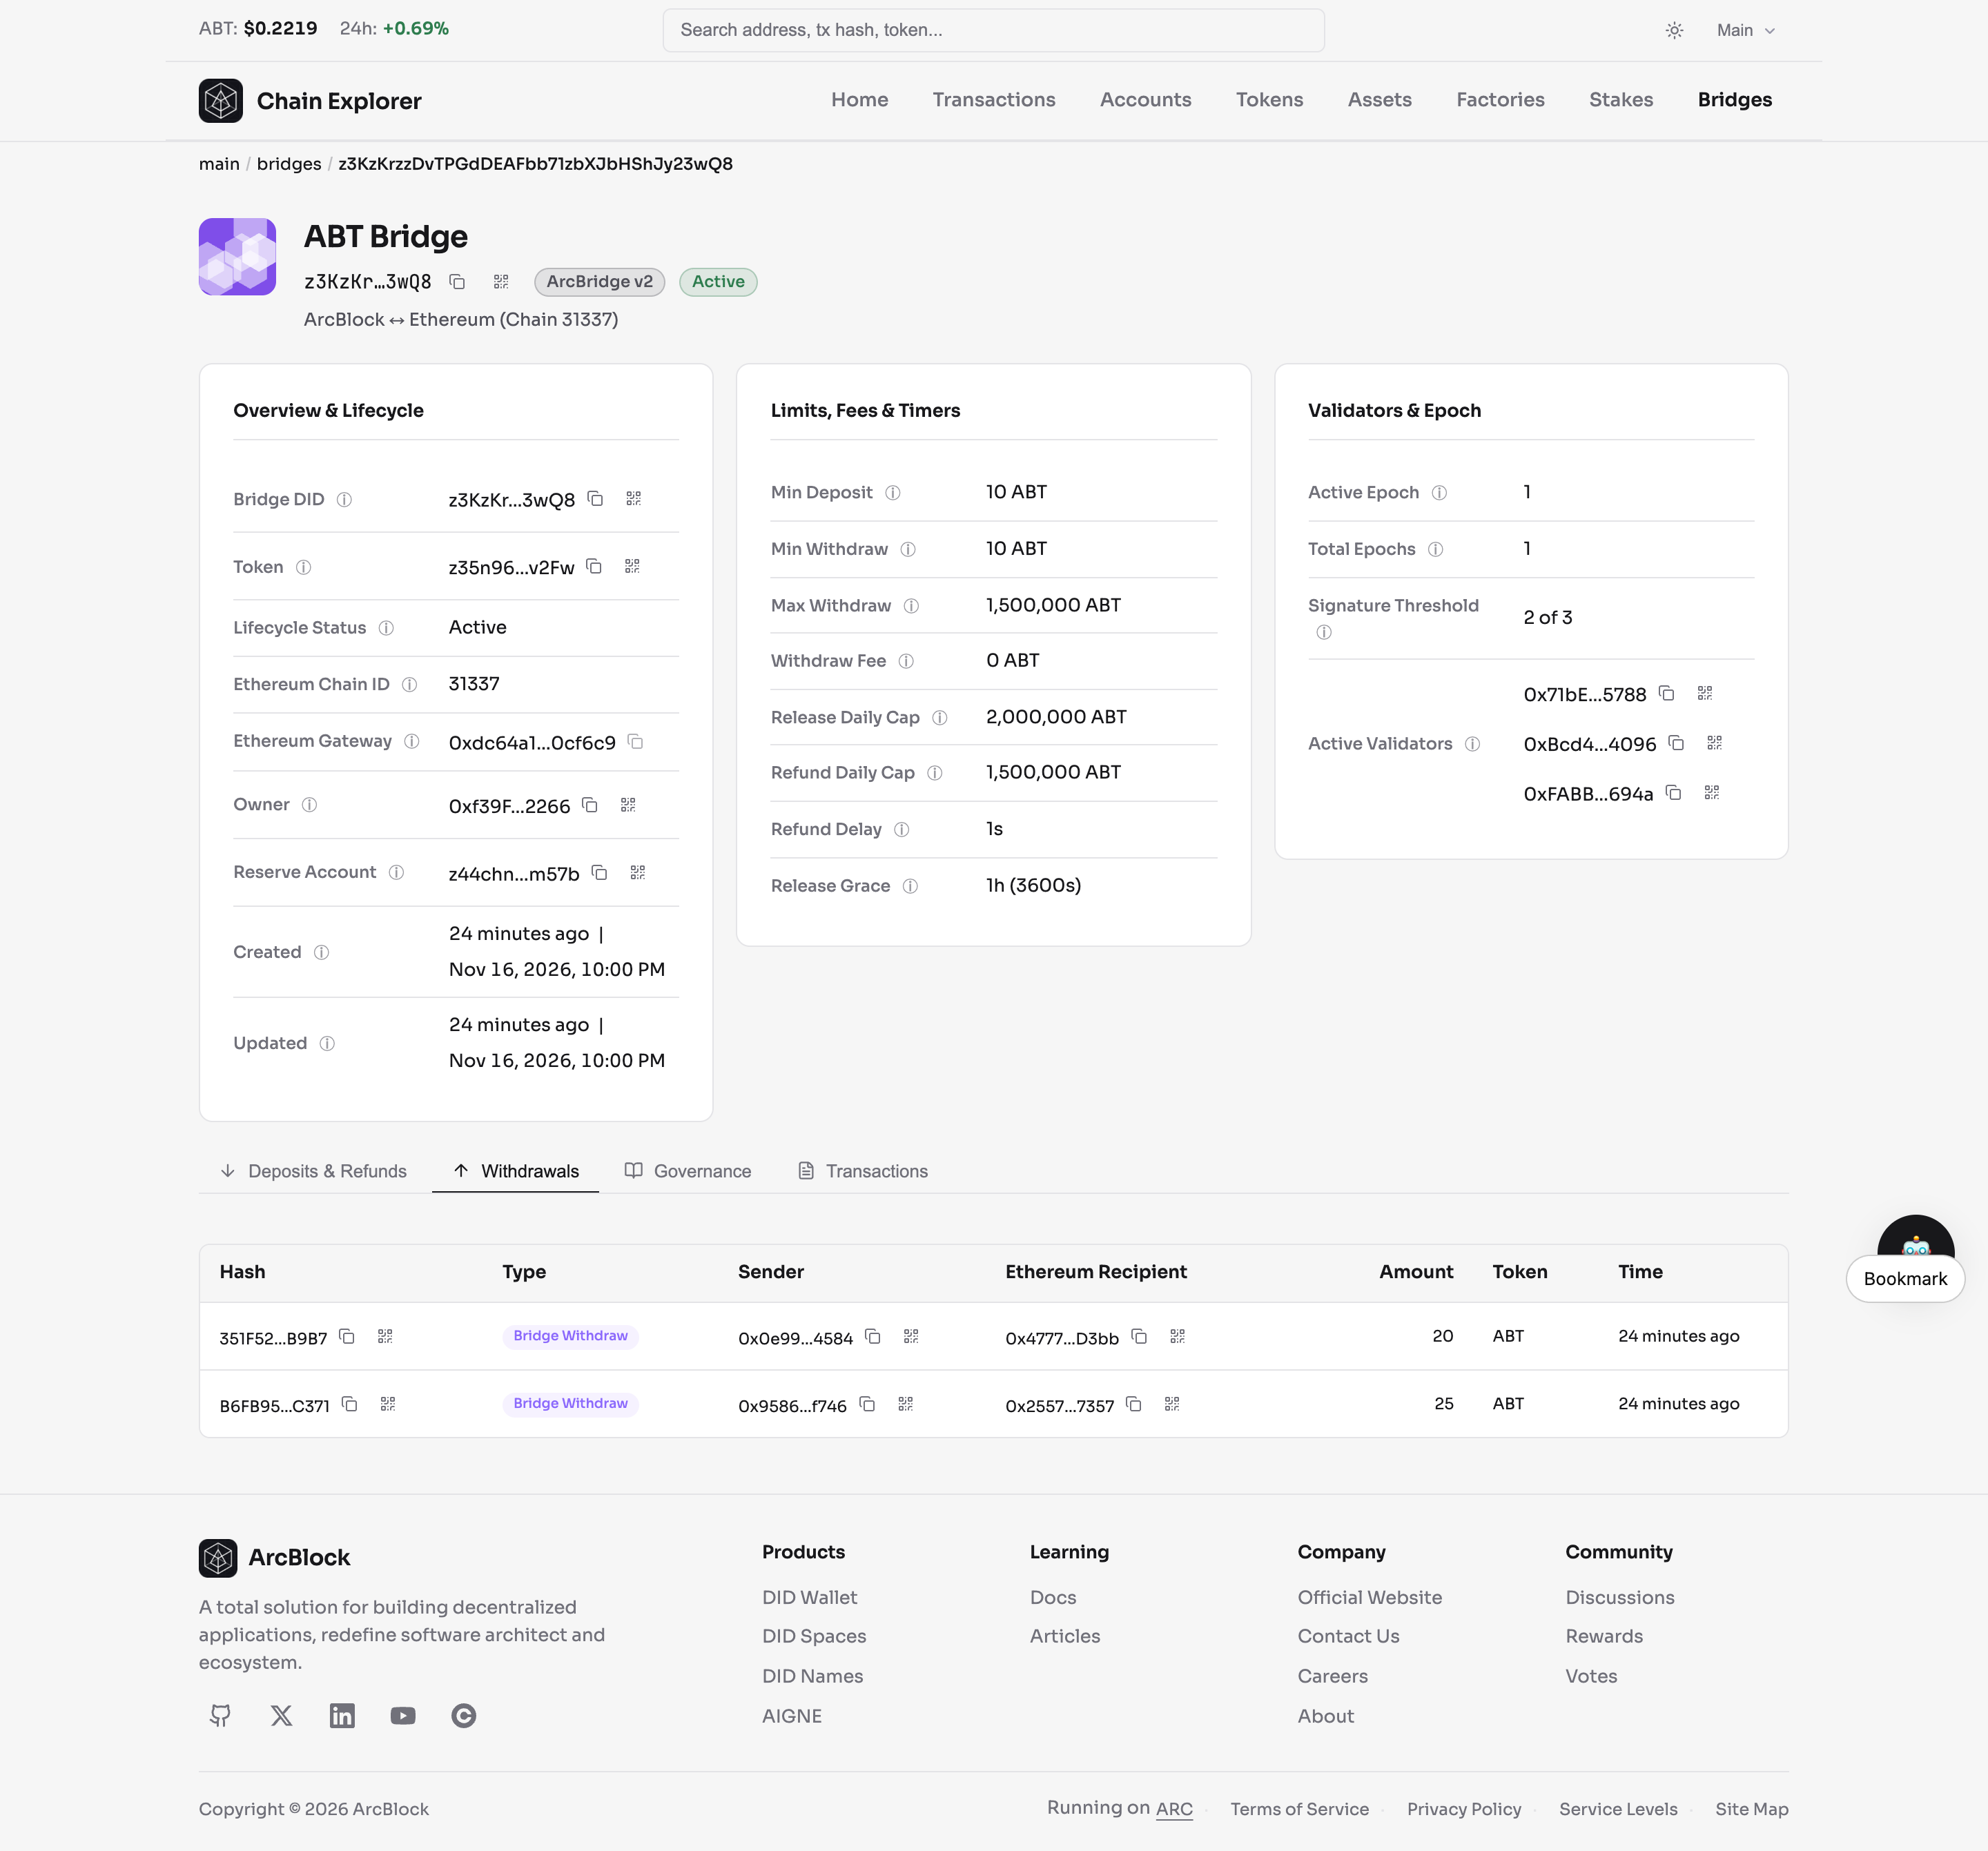 ABT: $0.2219 24h: +0.69%
Search address, tx hash, token...
Main
Chain Explorer
Home Transactions Accounts Tokens Assets Factories Stakes Bridges
main / bridges / z3KzKrzzDvTPGdDEAFbb71zbXJbHShJy23wQ8
ABT Bridge
z3KzKr…3wQ8 ArcBridge v2 Active
ArcBlock ↔ Ethereum (Chain 31337)
Overview & Lifecycle
Bridge DID z3KzKr...3wQ8
Token z35n96...v2Fw
Lifecycle Status Active
Ethereum Chain ID 31337
Ethereum Gateway 0xdc64a1...0cf6c9
Owner 0xf39F...2266
Reserve Account z44chn...m57b
Created 24 minutes ago |
Nov 16, 2026, 10:00 PM
Updated 24 minutes ago |
Nov 16, 2026, 10:00 PM
Limits, Fees & Timers
Min Deposit 10 ABT
Min Withdraw 10 ABT
Max Withdraw 1,500,000 ABT
Withdraw Fee 0 ABT
Release Daily Cap 2,000,000 ABT
Refund Daily Cap 1,500,000 ABT
Refund Delay 1s
Release Grace 1h (3600s)
Validators & Epoch
Active Epoch 1
Total Epochs 1
Signature Threshold 2 of 3
Active Validators
0x71bE...5788
0xBcd4...4096
0xFABB...694a
Deposits & Refunds Withdrawals Governance Transactions
Hash Type Sender Ethereum Recipient Amount Token Time
351F52...B9B7 Bridge Withdraw 0x0e99...4584 0x4777...D3bb 20 ABT 24 minutes ago
B6FB95...C371 Bridge Withdraw 0x9586...f746 0x2557...7357 25 ABT 24 minutes ago
Bookmark
ArcBlock
A total solution for building decentralized
applications, redefine software architect and
ecosystem.
Products
DID Wallet
DID Spaces
DID Names
AIGNE
Learning
Docs
Articles
Company
Official Website
Contact Us
Careers
About
Community
Discussions
Rewards
Votes
Copyright © 2026 ArcBlock
Running on ARC · Terms of Service · Privacy Policy · Service Levels · Site Map